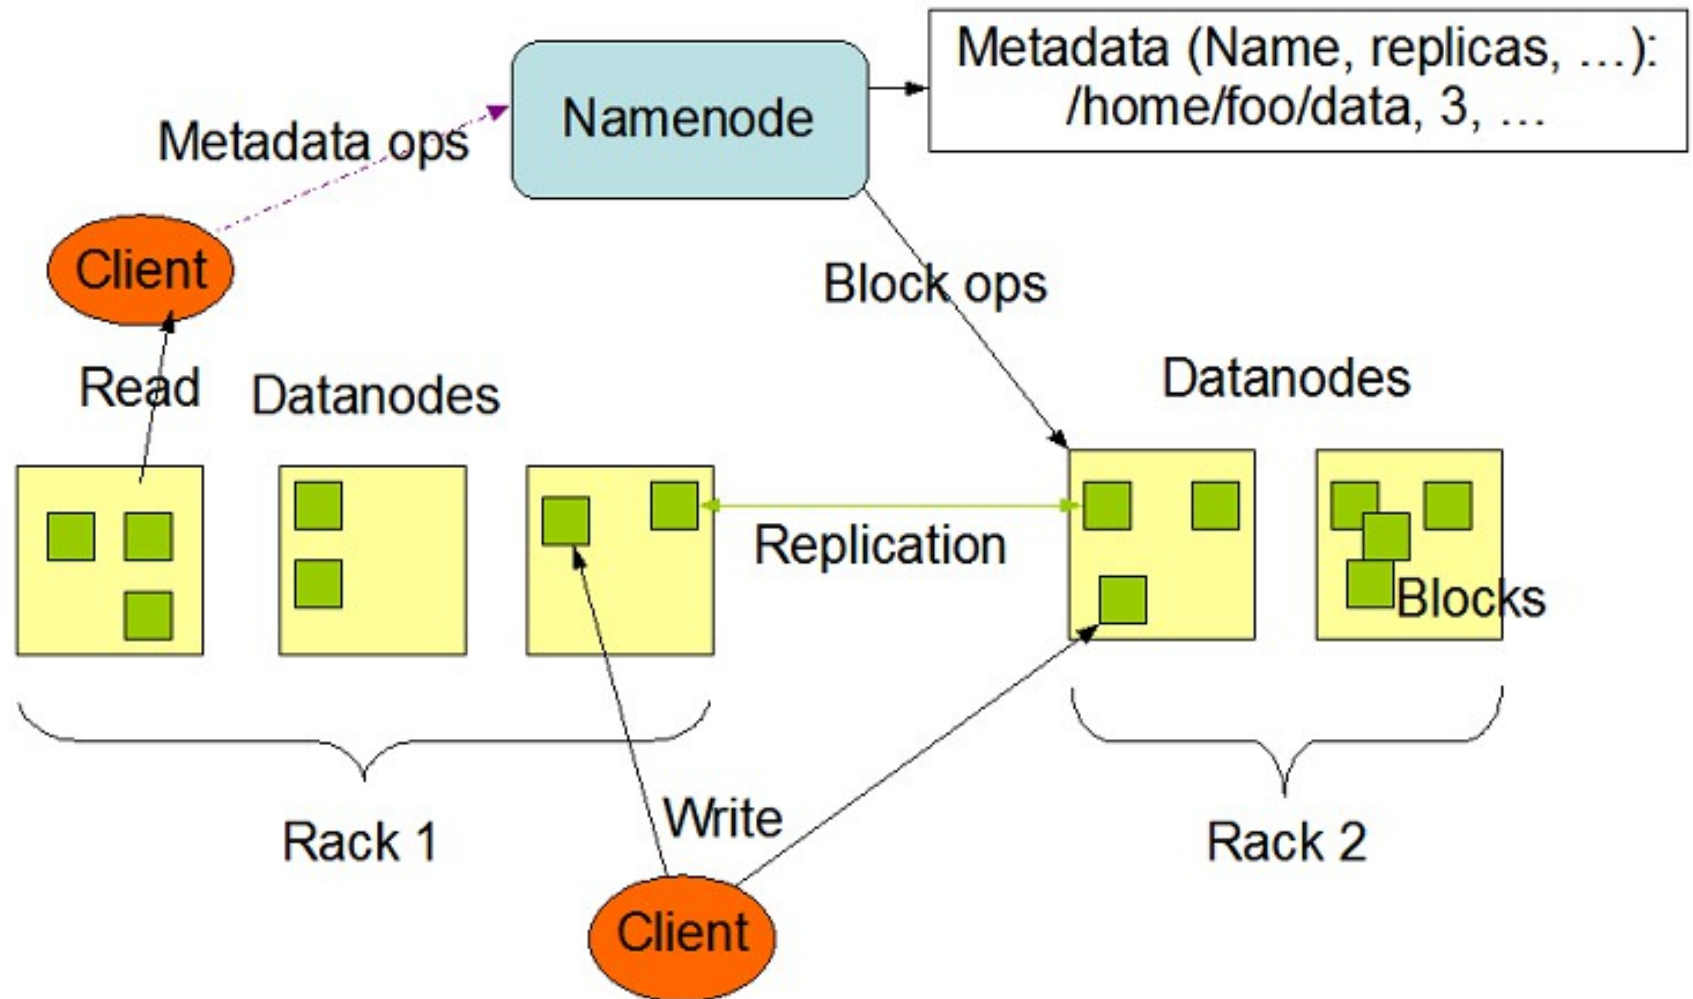 Metadata (Name, replicas, …):
/home/foo/data, 3, …
Namenode
Metadata ops
Client
Block ops
Read
Datanodes
Datanodes
Replication
Blocks
Write
Rack 1
Rack 2
Client